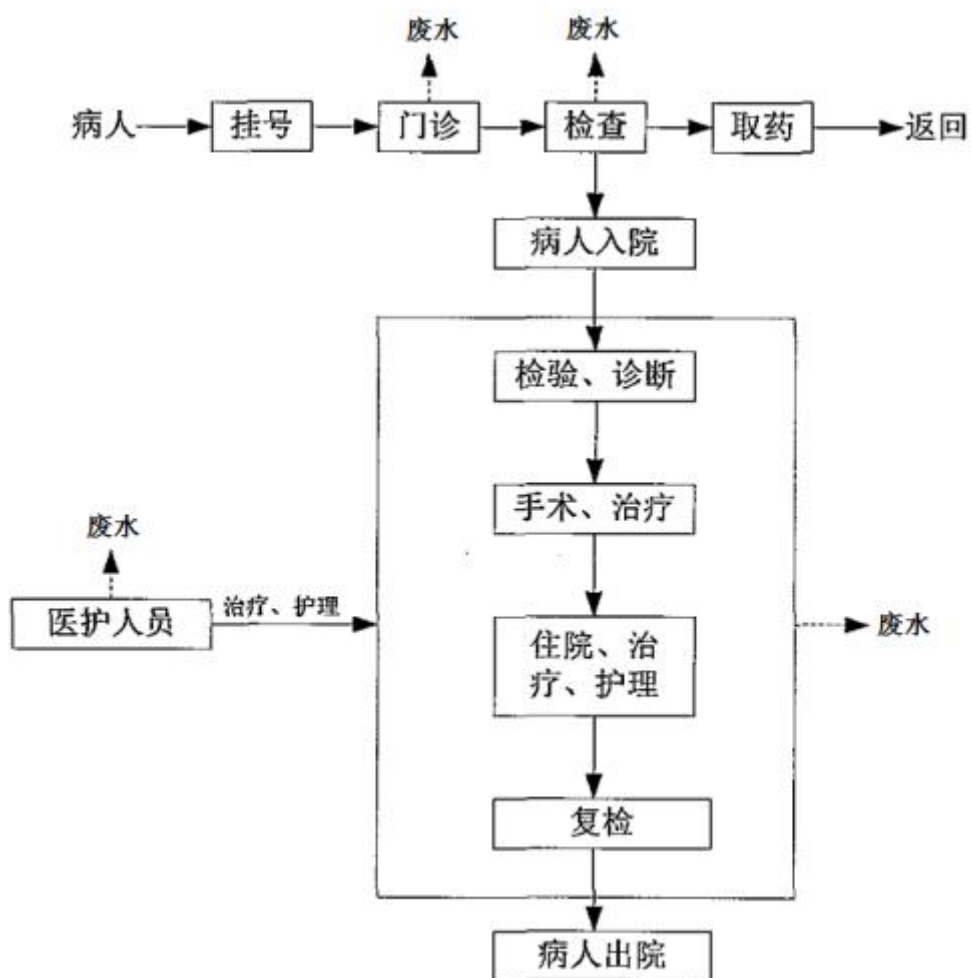 废水 废水
病人 挂号 门诊 检查 取药 返回
病人入院
检验、诊断
手术、治疗
废水
医护人员 治疗、护理
住院、治
疗、护理
废水
复检
病人出院